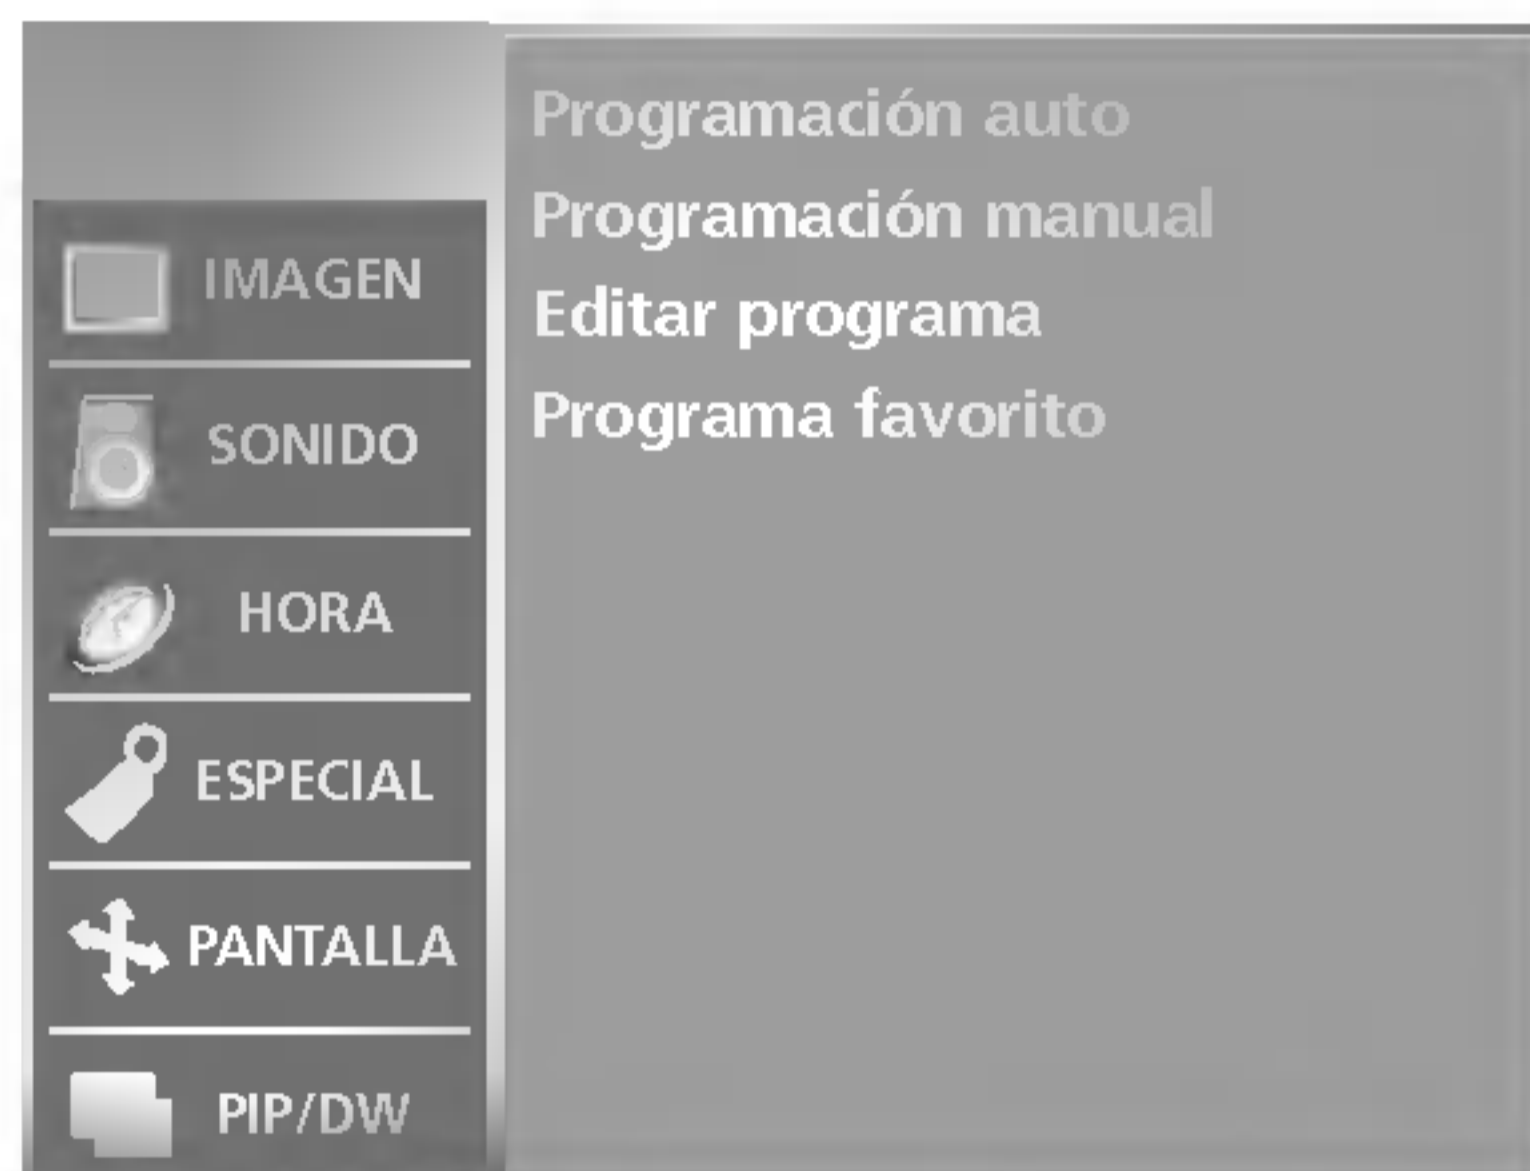 IMAGEN
SONIDO
HORA
ESPECIAL
PANTALLA
PIP/DW
Programación auto
Programación manual
Editar programa
Programa favorito